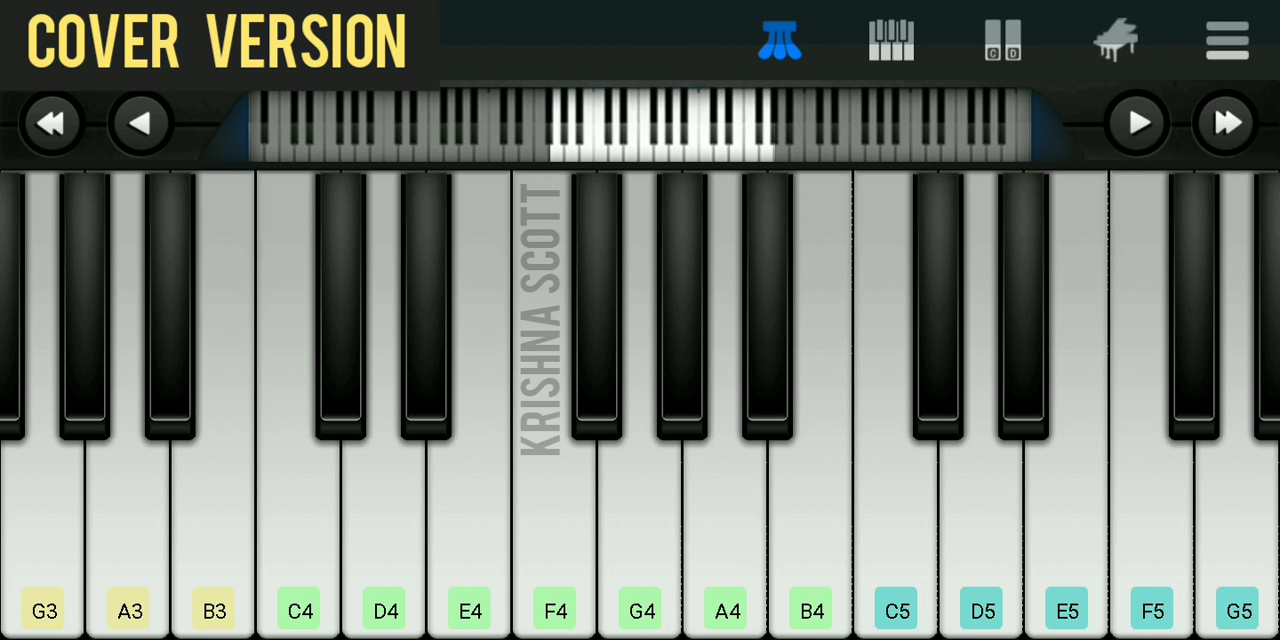 COVER VERSION
C D
KRISHNA SCOTT
G3 A3 B3 C4 D4 E4 F4 G4 A4 B4 C5 D5 E5 F5 G5